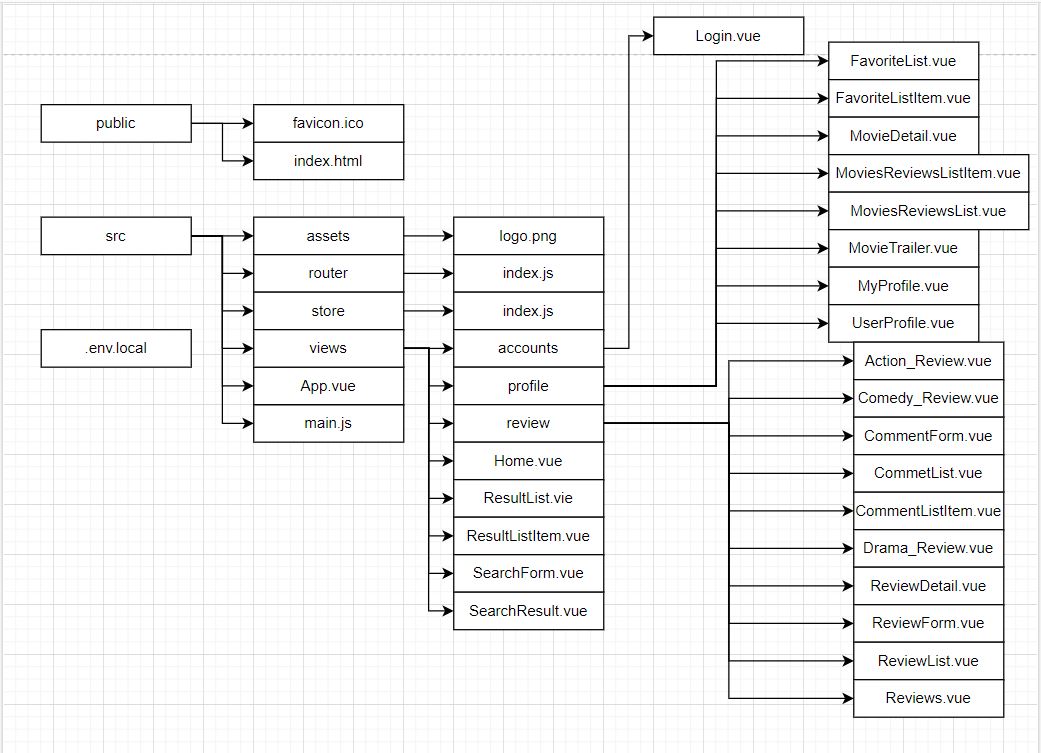 Login.vue
FavoriteList.vue
FavoriteListItem.vue
MovieDetail.vue
MoviesReviewsListItem.vue
MoviesReviewsList.vue
MovieTrailer.vue
MyProfile.vue
UserProfile.vue
public
favicon.ico
index.html
src
assets
router
store
views
App.vue
main.js
.env.local
logo.png
index.js
index.js
accounts
profile
review
Home.vue
ResultList.vie
ResultListItem.vue
SearchForm.vue
SearchResult.vue
Action_Review.vue
Comedy_Review.vue
CommentForm.vue
CommetList.vue
CommentListItem.vue
Drama_Review.vue
ReviewDetail.vue
ReviewForm.vue
ReviewList.vue
Reviews.vue